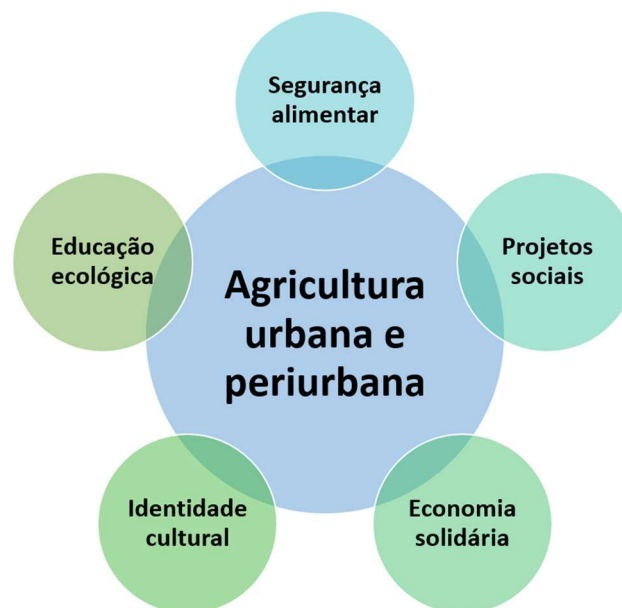 Segurança
alimentar
Educação
ecológica
Projetos
sociais
Agricultura
urbana e
periurbana
Identidade
cultural
Economia
solidária